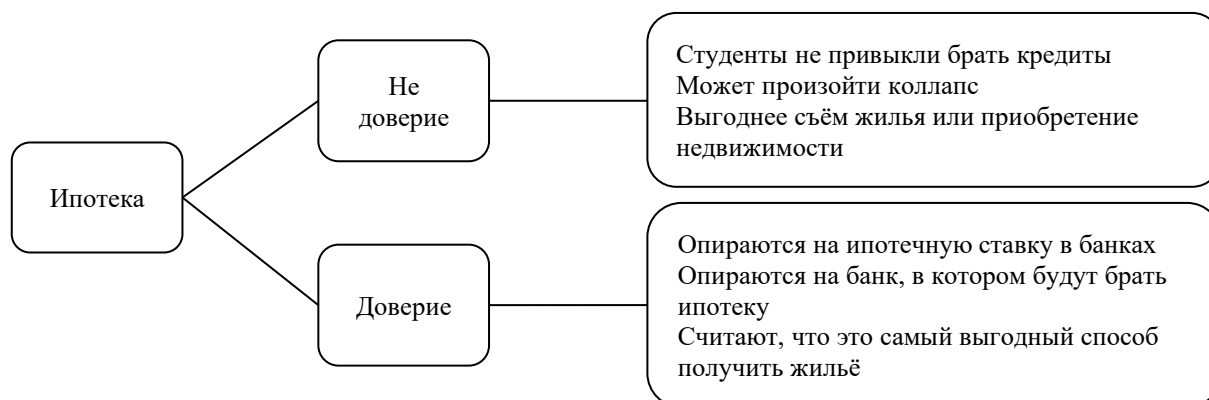 Ипотека
Не
доверие
Студенты не привыкли брать кредиты
Может произойти коллапс
Выгоднее съём жилья или приобретение
недвижимости
Доверие
Опираются на ипотечную ставку в банках
Опираются на банк, в котором будут брать
ипотеку
Считают, что это самый выгодный способ
получить жильё